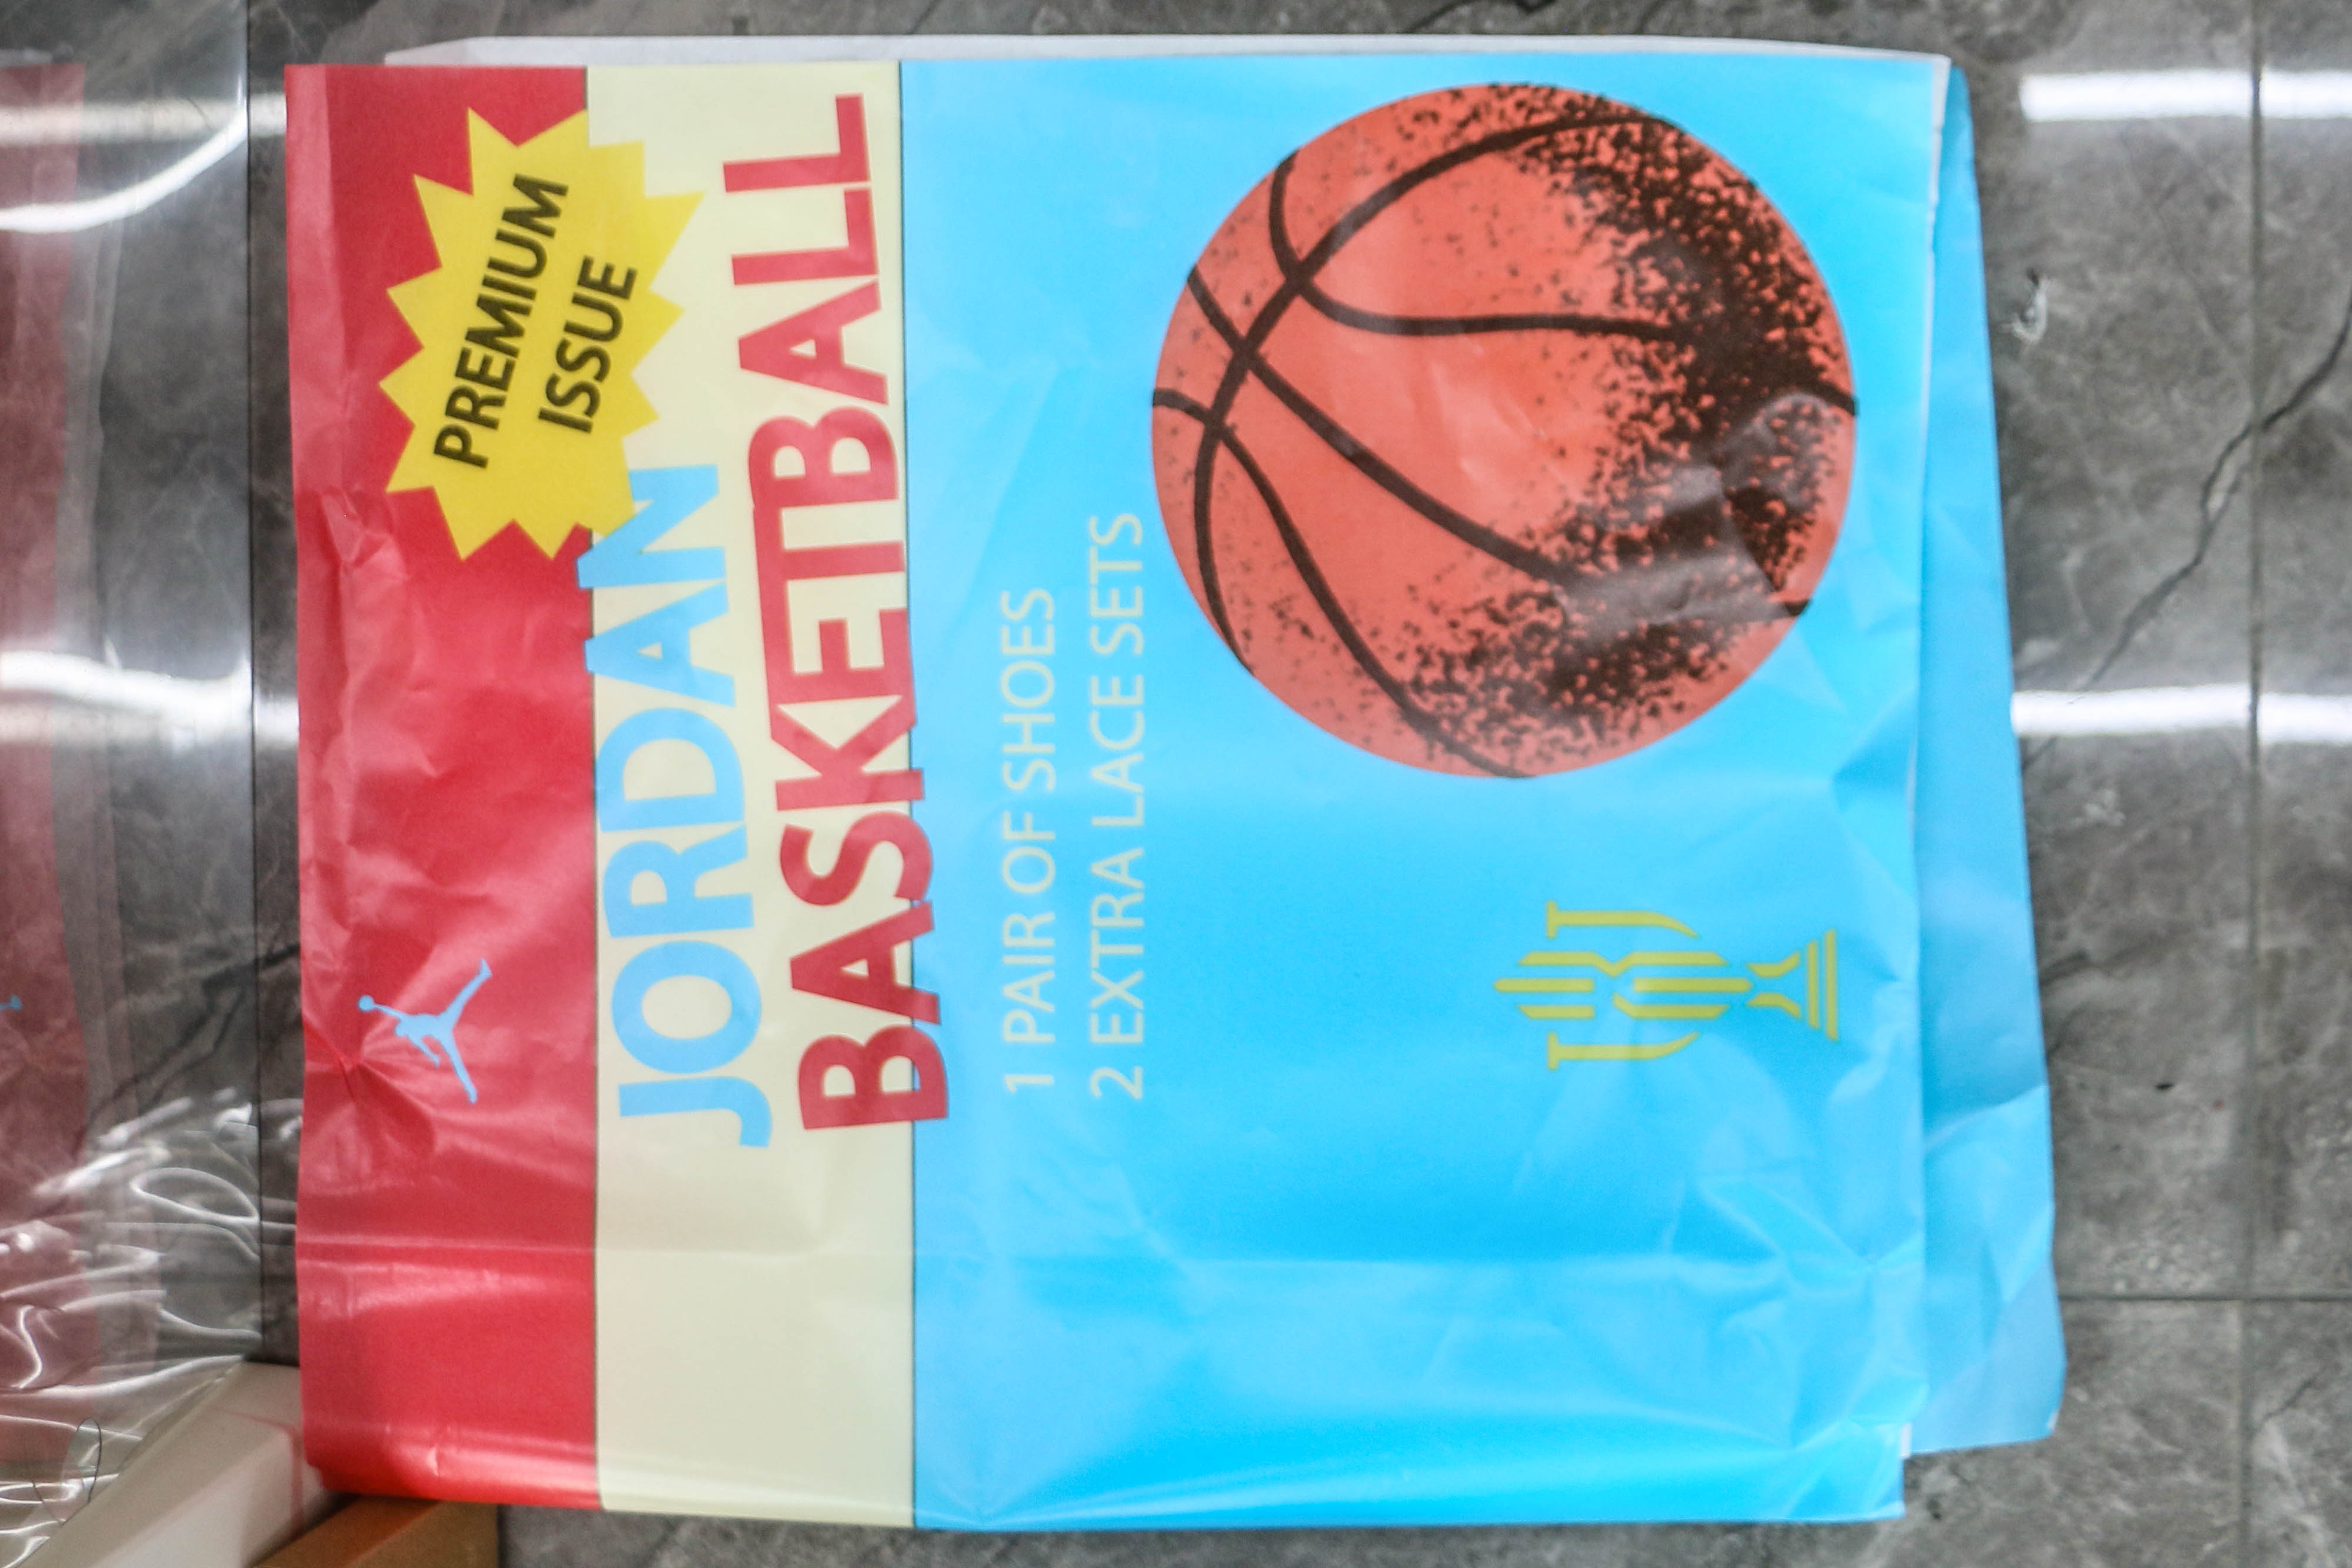 PREMIUM
ISSUE
JORDAN
BASKETBALL
1 PAIR OF SHOES
2 EXTRA LACE SETS